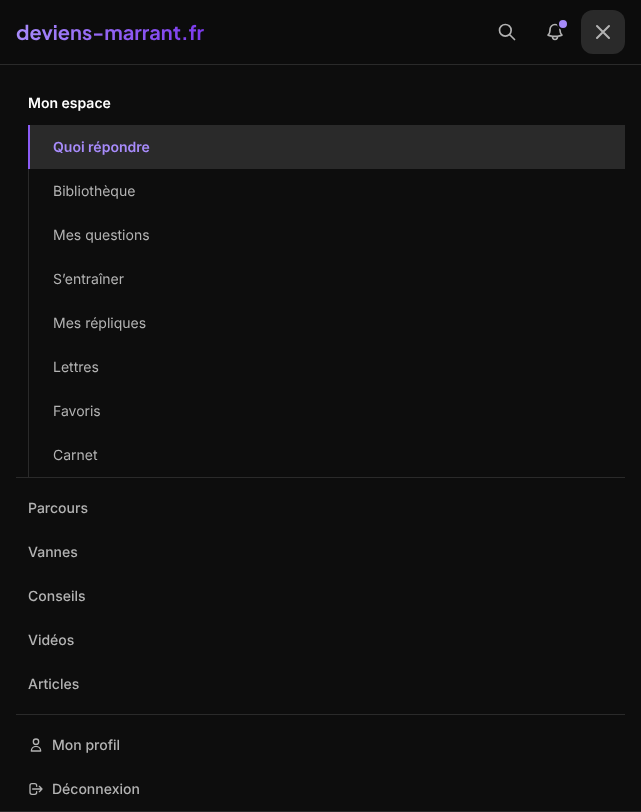 deviens-marrant.fr
Mon espace
Quoi répondre
Bibliothèque
Mes questions
S’entraîner
Mes répliques
Lettres
Favoris
Carnet
Parcours
Vannes
Conseils
Vidéos
Articles
Mon profil
Déconnexion